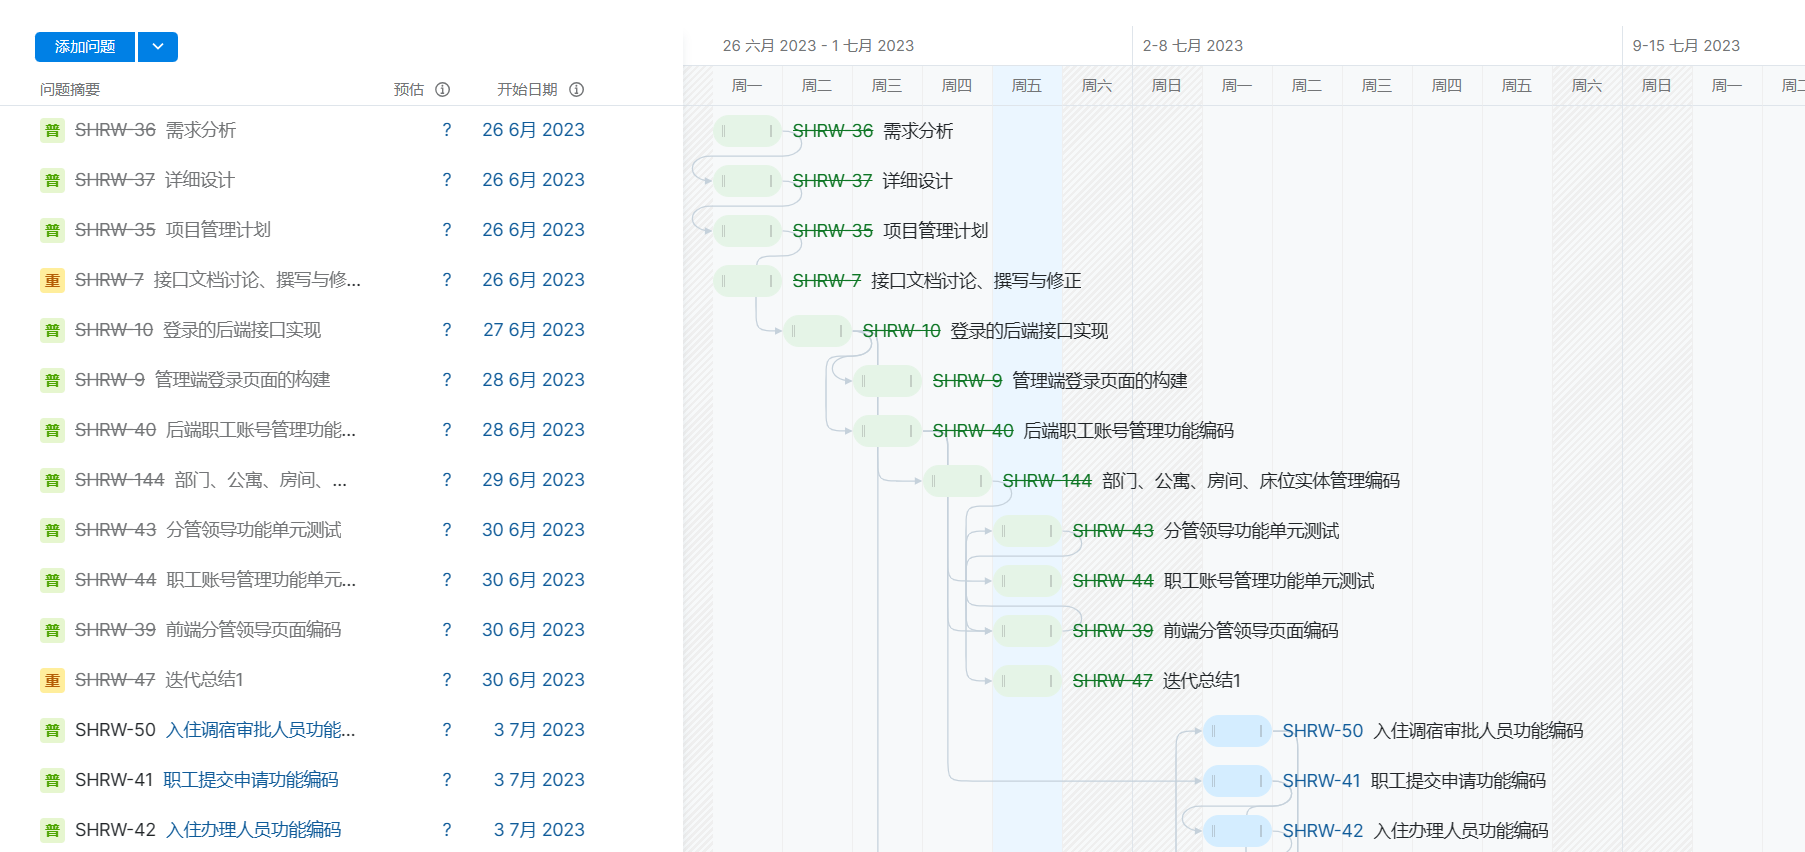 添加问题
26 六月 2023 - 1 七月 2023
2-8 七月 2023
9-15 七月 2023
问题摘要 预估 开始日期
周一 周二 周三 周四 周五 周六 周日 周一 周二 周三 周四 周五 周六 周日 周一 周二
普 SHRW-36 需求分析 ? 26 6月 2023
SHRW-36 需求分析
普 SHRW-37 详细设计 ? 26 6月 2023
SHRW-37 详细设计
普 SHRW-35 项目管理计划 ? 26 6月 2023
SHRW-35 项目管理计划
重 SHRW-7 接口文档讨论、撰写与修... ? 26 6月 2023
SHRW-7 接口文档讨论、撰写与修正
普 SHRW-10 登录的后端接口实现 ? 27 6月 2023
SHRW-10 登录的后端接口实现
普 SHRW-9 管理端登录页面的构建 ? 28 6月 2023
SHRW-9 管理端登录页面的构建
普 SHRW-40 后端职工账号管理功能... ? 28 6月 2023
SHRW-40 后端职工账号管理功能编码
普 SHRW-144 部门、公寓、房间、... ? 29 6月 2023
SHRW-144 部门、公寓、房间、床位实体管理编码
普 SHRW-43 分管领导功能单元测试 ? 30 6月 2023
SHRW-43 分管领导功能单元测试
普 SHRW-44 职工账号管理功能单元... ? 30 6月 2023
SHRW-44 职工账号管理功能单元测试
普 SHRW-39 前端分管领导页面编码 ? 30 6月 2023
SHRW-39 前端分管领导页面编码
重 SHRW-47 迭代总结1 ? 30 6月 2023
SHRW-47 迭代总结1
普 SHRW-50 入住调宿审批人员功能... ? 3 7月 2023
SHRW-50 入住调宿审批人员功能编码
普 SHRW-41 职工提交申请功能编码 ? 3 7月 2023
SHRW-41 职工提交申请功能编码
普 SHRW-42 入住办理人员功能编码 ? 3 7月 2023
SHRW-42 入住办理人员功能编码